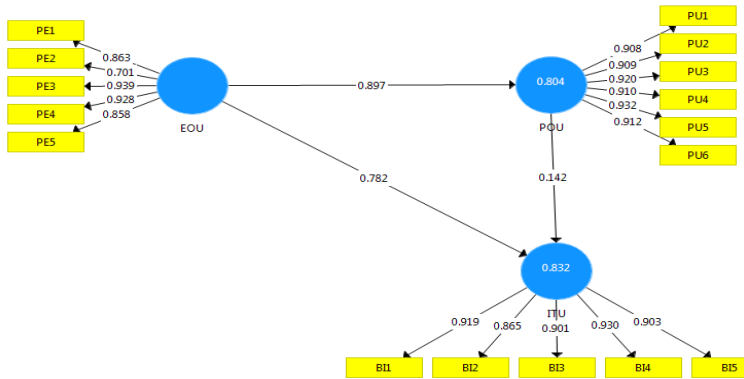 PE1
PE2
PE3
PE4
PE5
0.863
0.701
0.939
0.928
0.858
EOU
0.897
0.804
POU
0.908
0.909
0.920
0.910
0.932
0.912
PU1
PU2
PU3
PU4
PU5
PU6
0.782
0.142
0.832
ITU
0.919
0.865
0.901
0.930
0.903
BI1
BI2
BI3
BI4
BI5